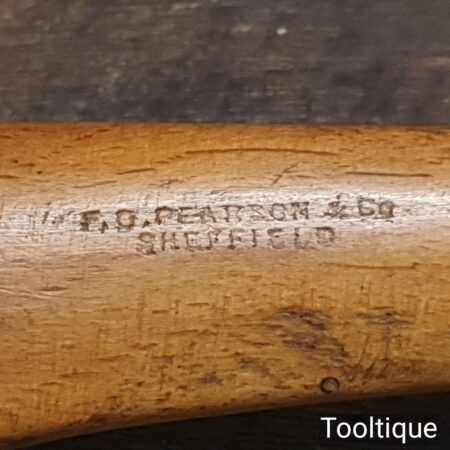 F.G. PEARSON & Co
SHEFFIELD
Tooltique